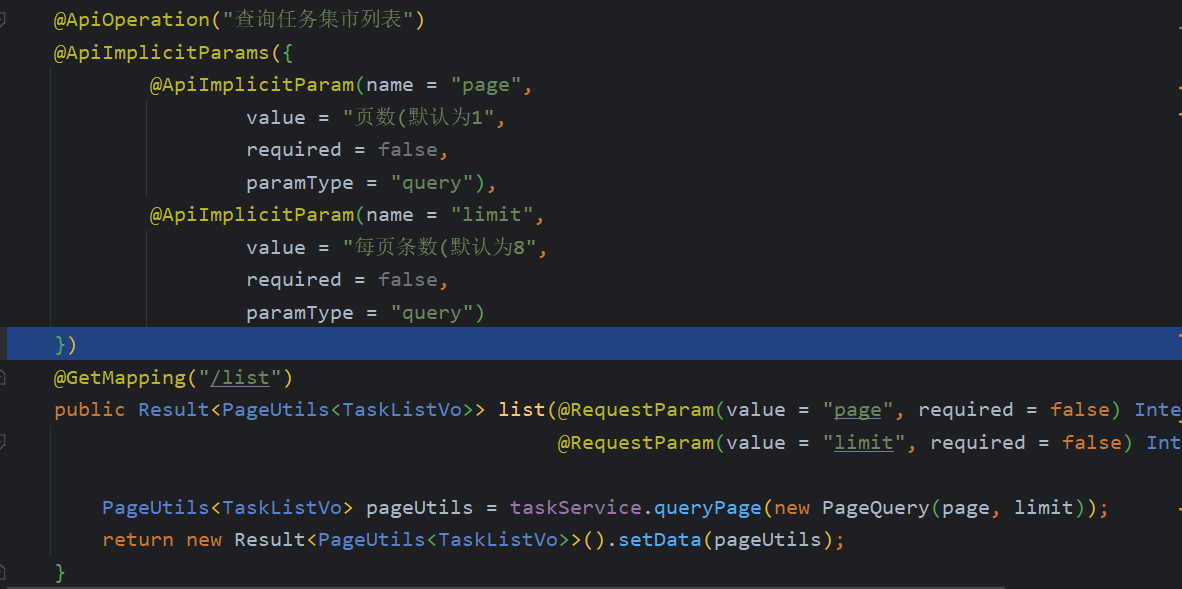 @ApiOperation("查询任务集市列表")
@ApiImplicitParams({
@ApiImplicitParam(name = "page",
value = "页数(默认为1",
required = false,
paramType = "query"),
@ApiImplicitParam(name = "limit",
value = "每页条数(默认为8",
required = false,
paramType = "query")
})
@GetMapping("/list")
public Result<PageUtils<TaskListVo>> list(@RequestParam(value = "page", required = false) Inte
@RequestParam(value = "limit", required = false) Int
PageUtils<TaskListVo> pageUtils = taskService.queryPage(new PageQuery(page, limit));
return new Result<PageUtils<TaskListVo>>().setData(pageUtils);
}